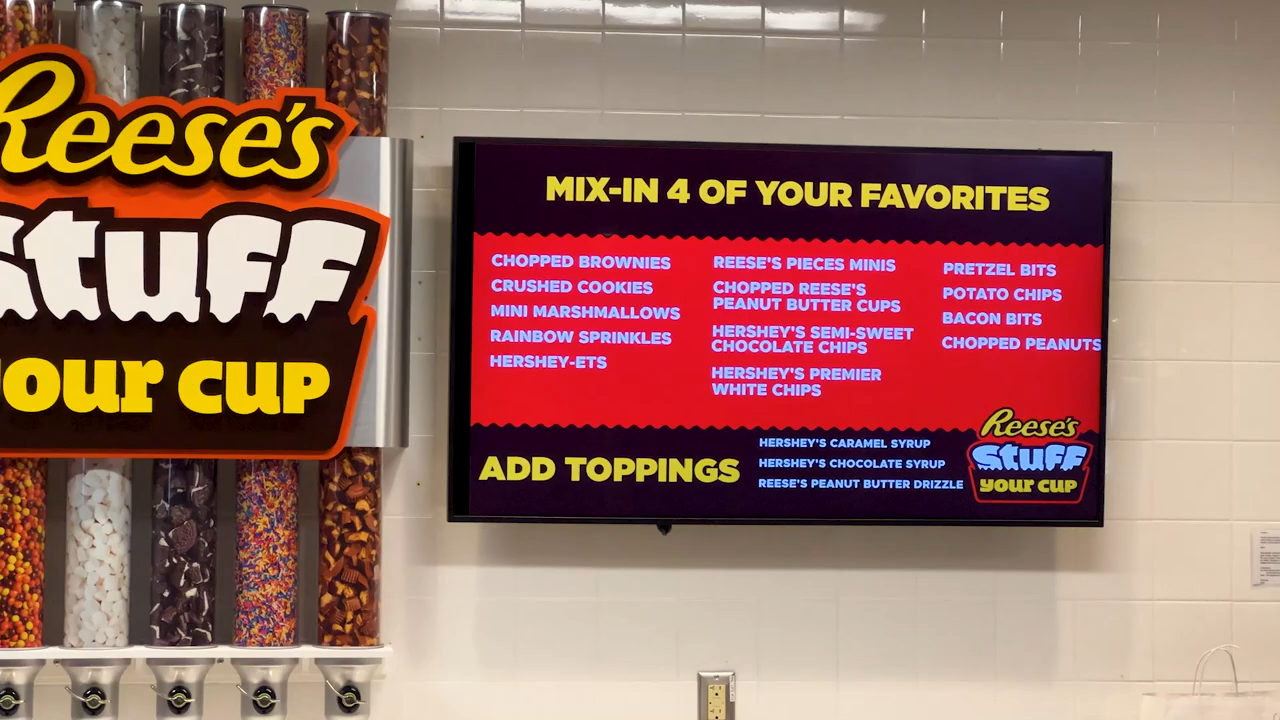 Reese's
stuff
your cup
MIX-IN 4 OF YOUR FAVORITES
CHOPPED BROWNIES
CRUSHED COOKIES
MINI MARSHMALLOWS
RAINBOW SPRINKLES
HERSHEY-ETS
REESE'S PIECES MINIS
CHOPPED REESE'S
PEANUT BUTTER CUPS
HERSHEY'S SEMI-SWEET
CHOCOLATE CHIPS
HERSHEY'S PREMIER
WHITE CHIPS
PRETZEL BITS
POTATO CHIPS
BACON BITS
CHOPPED PEANUTS
ADD TOPPINGS
HERSHEY'S CARAMEL SYRUP
HERSHEY'S CHOCOLATE SYRUP
REESE'S PEANUT BUTTER DRIZZLE
Reese's
stuff
your cup